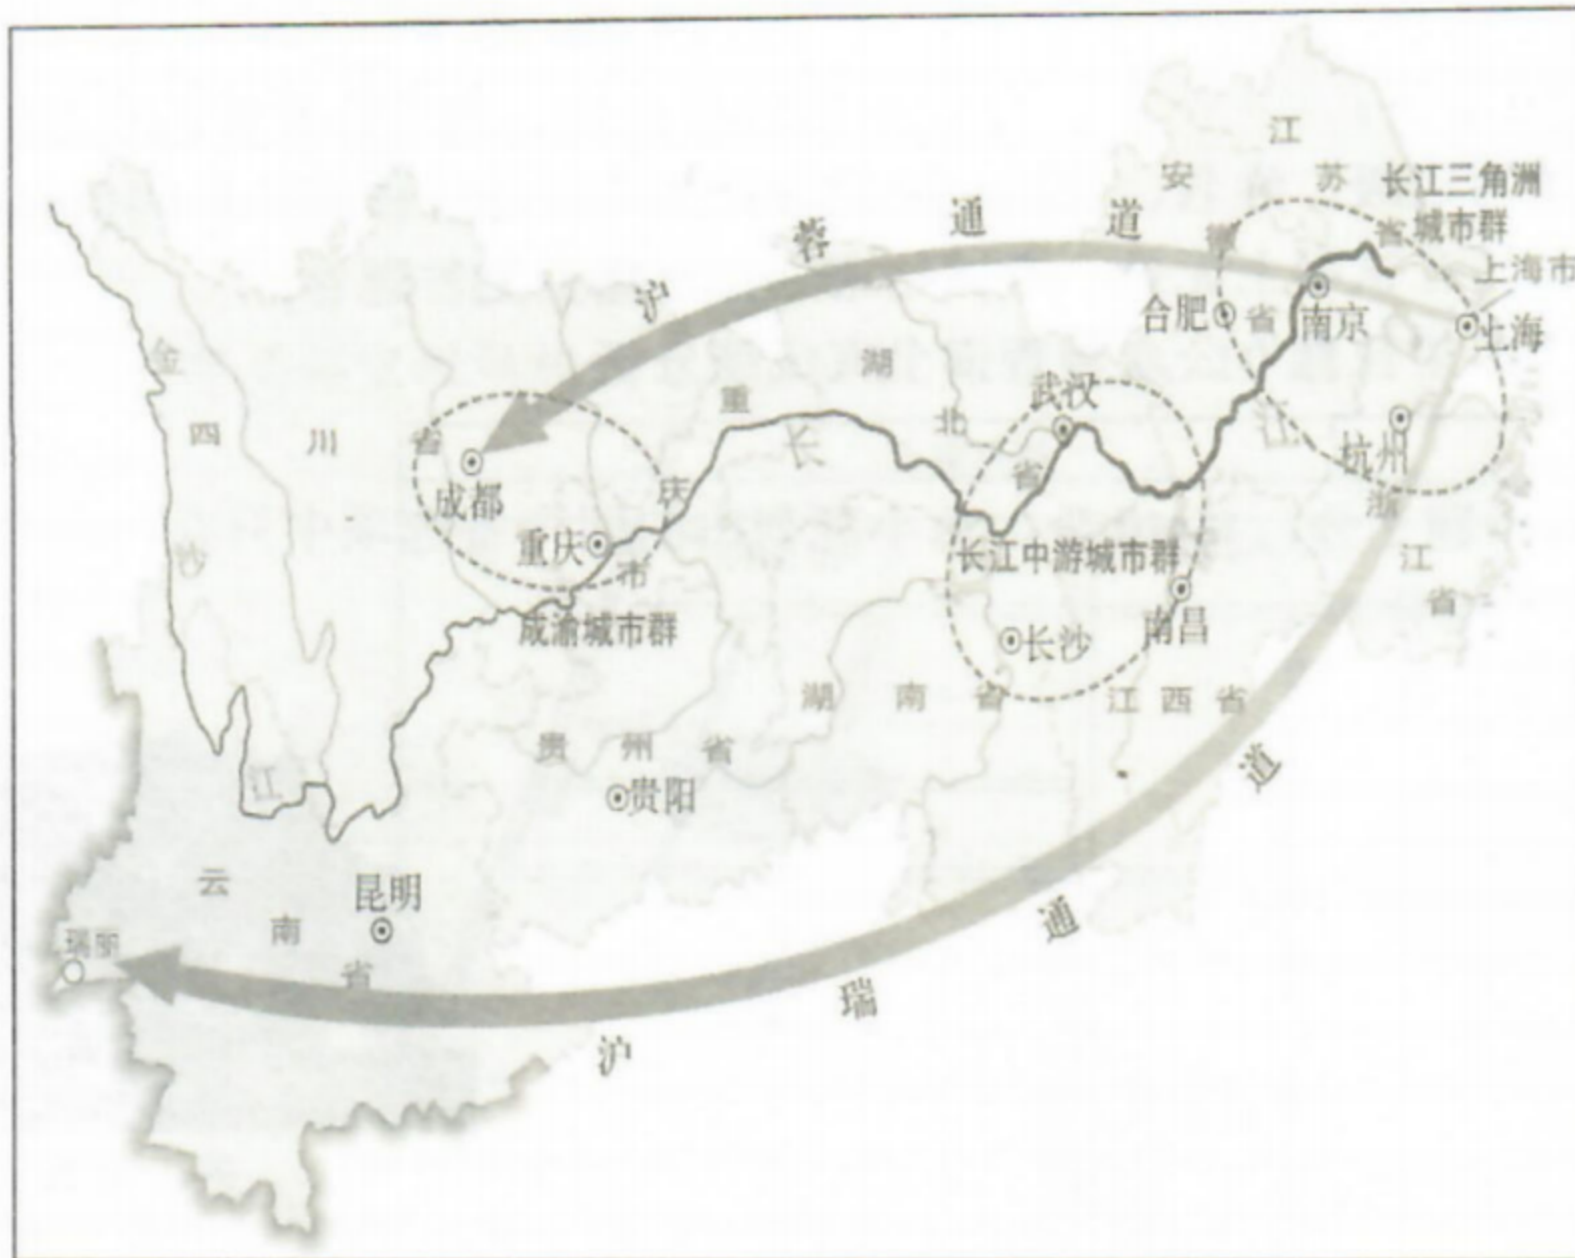 江
安 苏 省
徽 省
长江三角洲
城市群
上海市
上海
南京
合肥
杭州
浙
江
省
沪 蓉 通 道
湖
北
省
武汉
重
庆
市
长
江
金
沙
江
四 川 省
成都
重庆
成渝城市群
长江中游城市群
南昌
长沙
湖 南 省
江 西 省
贵 州 省
贵阳
云
南
省
昆明
瑞丽
沪 瑞 通 道